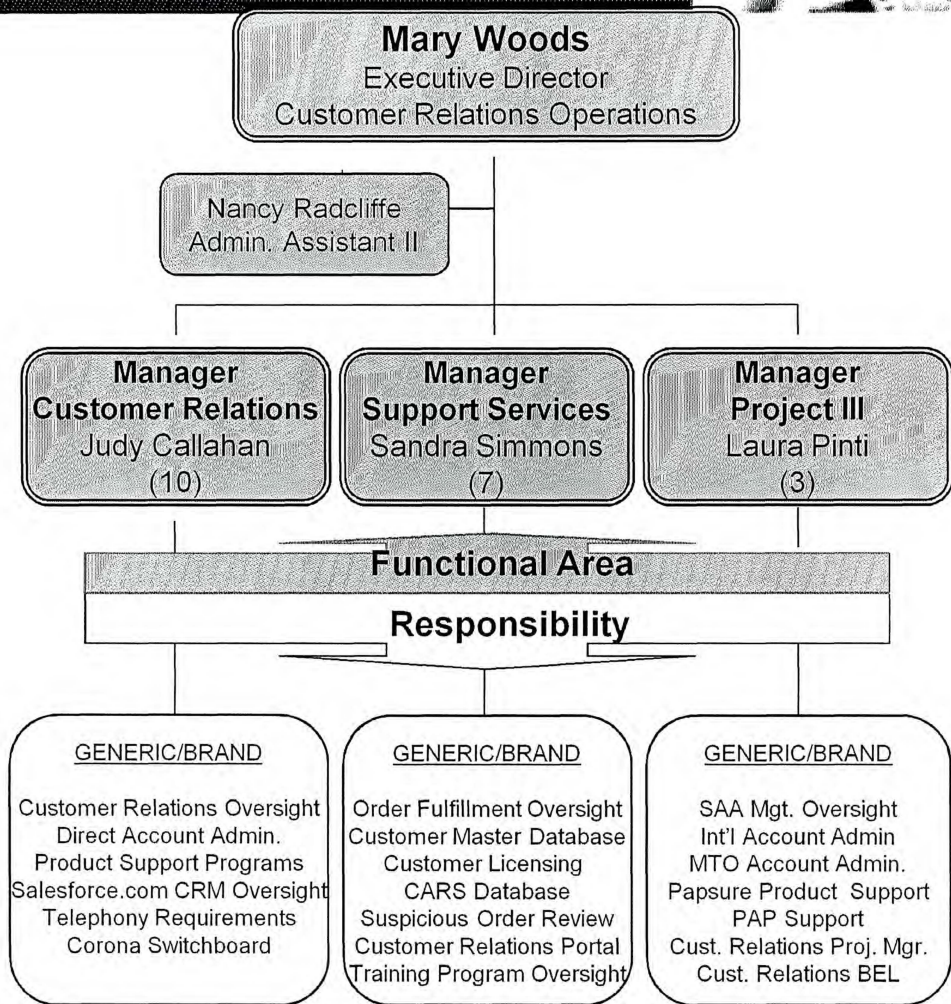 Mary Woods
Executive Director
Customer Relations Operations
Nancy Radcliffe
Admin. Assistant II
Manager
Customer Relations
Judy Callahan
(10)
Manager
Support Services
Sandra Simmons
(7)
Manager
Project III
Laura Pinti
(3)
Functional Area
Responsibility
GENERIC/BRAND
Customer Relations Oversight
Direct Account Admin.
Product Support Programs
Salesforce.com CRM Oversight
Telephony Requirements
Corona Switchboard
GENERIC/BRAND
Order Fulfillment Oversight
Customer Master Database
Customer Licensing
CARS Database
Suspicious Order Review
Customer Relations Portal
Training Program Oversight
GENERIC/BRAND
SAA Mgt. Oversight
Int'l Account Admin
MTO Account Admin.
Papsure Product Support
PAP Support
Cust. Relations Proj. Mgr.
Cust. Relations BEL